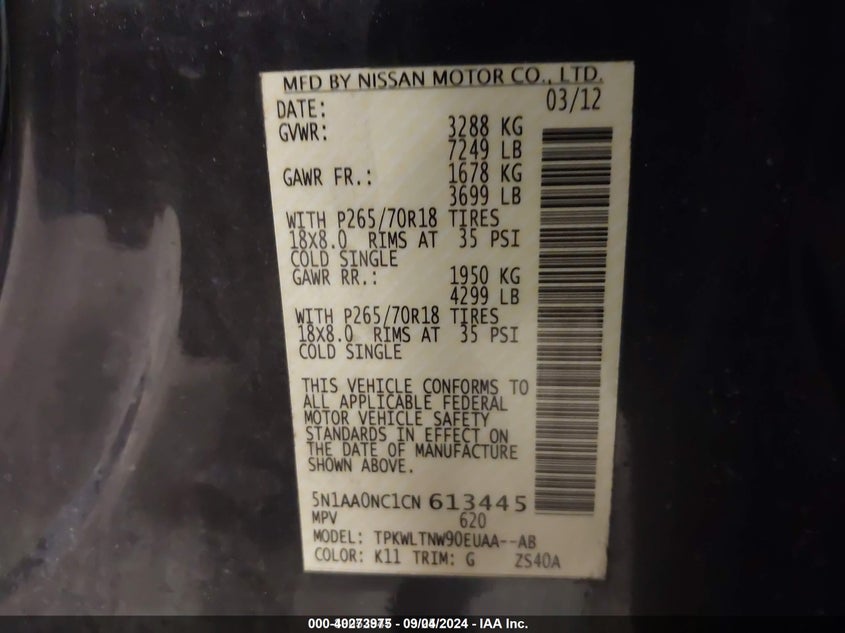 MFD BY NISSAN MOTOR CO., LTD.
DATE: 03/12
GVWR: 3288 KG
7249 LB
GAWR FR.: 1678 KG
3699 LB
WITH P265/70R18 TIRES
18X8.0 RIMS AT 35 PSI
COLD SINGLE
GAWR RR.: 1950 KG
4299 LB
WITH P265/70R18 TIRES
18X8.0 RIMS AT 35 PSI
COLD SINGLE
THIS VEHICLE CONFORMS TO
ALL APPLICABLE FEDERAL
MOTOR VEHICLE SAFETY
STANDARDS IN EFFECT ON
THE DATE OF MANUFACTURE
SHOWN ABOVE.
5N1AA0NC1CN 613445
MPV 620
MODEL: TPKWLTNW90EUAA--AB
COLOR: K11 TRIM: G ZS40A
- IAA Inc.